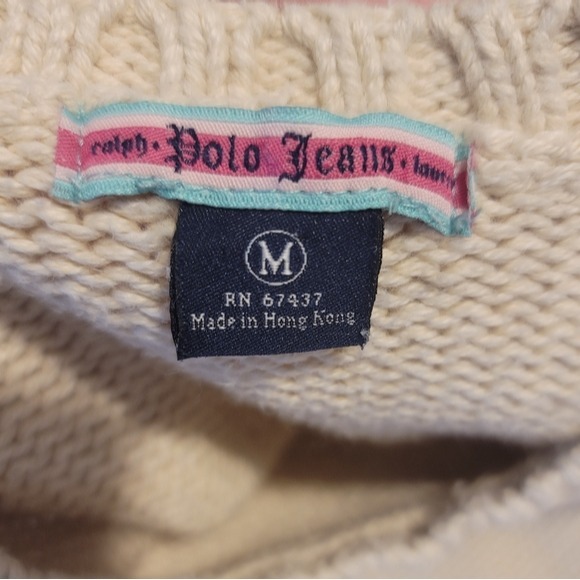 ralph · Polo Jeans · lauren
M
RN 67437
Made in Hong Kong